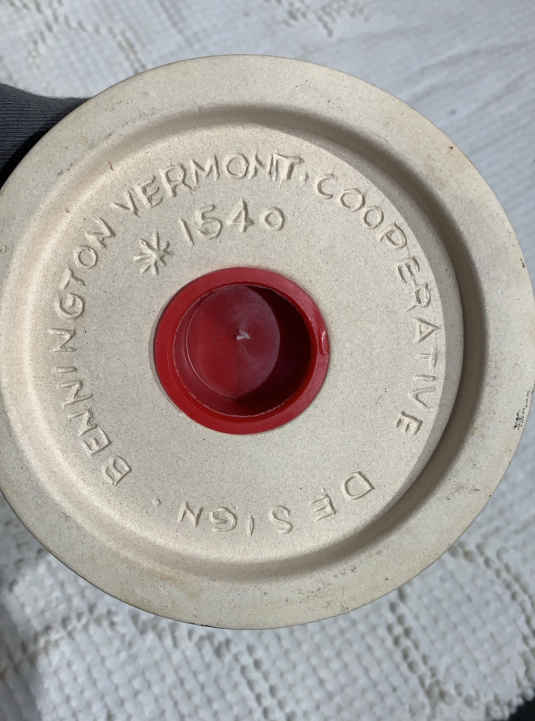 BENNINGTON VERMONT. COOPERATIVE DESIGN .
* 1540